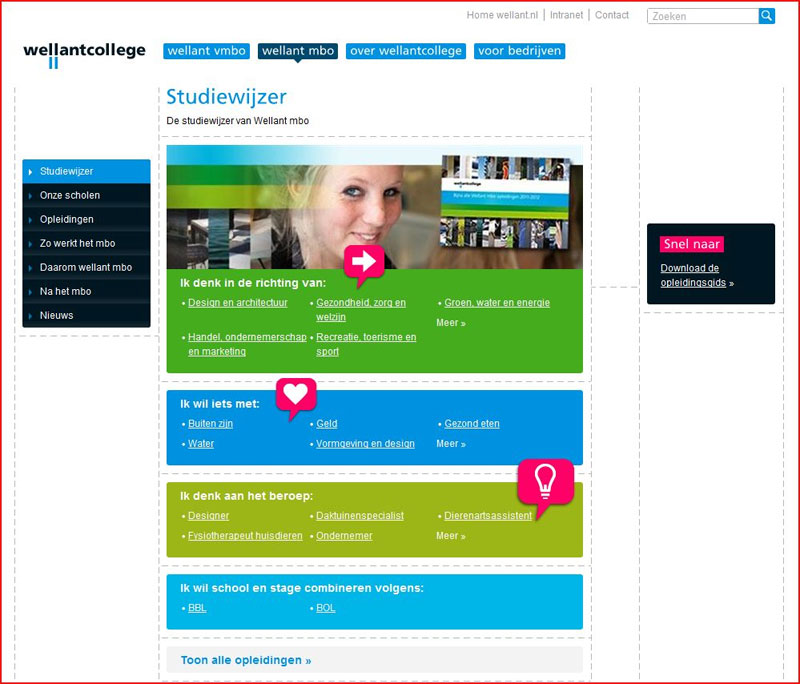 Home wellant.nl | Intranet | Contact
Zoeken
wellantcollege
wellant vmbo
wellant mbo
over wellantcollege
voor bedrijven
Studiewijzer
De studiewijzer van Wellant mbo
Studiewijzer
Onze scholen
Opleidingen
Zo werkt het mbo
Daarom wellant mbo
Na het mbo
Nieuws
wellantcollege
Ik denk in de richting van:
• Design en architectuur
• Gezondheid, zorg en
welzijn
• Groen, water en energie
Meer »
• Handel, ondernemerschap
en marketing
• Recreatie, toerisme en
sport
Snel naar
Download de
opleidingsgids »
Ik wil iets met:
• Buiten zijn
• Geld
• Gezond eten
• Water
• Vormgeving en design
Meer »
Ik denk aan het beroep:
• Designer
• Daktuinenspecialist
• Dierenartsassistent
• Fysiotherapeut huisdieren
• Ondernemer
Meer »
Ik wil school en stage combineren volgens:
• BBL
• BOL
Toon alle opleidingen »